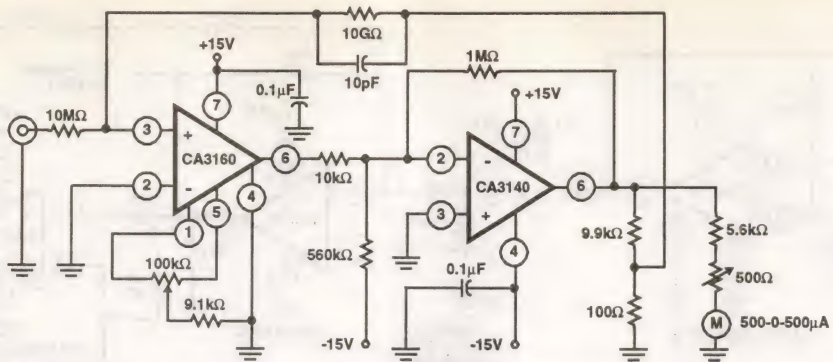 10GΩ
10pF
+15V
0.1μF
1MΩ
+15V
10MΩ
7
7
3
+
CA3160
6
10kΩ
2
-
CA3140
6
2
-
4
3
+
9.9kΩ
5.6kΩ
5
1
4
100kΩ
560kΩ
0.1μF
500Ω
9.1kΩ
100Ω
M
500-0-500μA
-15V
-15V